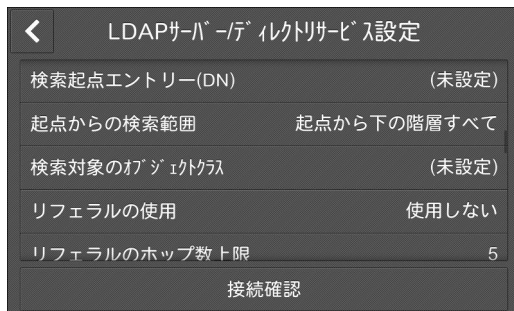 LDAPｻｰﾊﾞｰ/ﾃﾞｨﾚｸﾄﾘｻｰﾋﾞｽ設定
検索起点エントリー(DN) (未設定)
起点からの検索範囲 起点から下の階層すべて
検索対象のｵﾌﾞｼﾞｪｸﾄｸﾗｽ (未設定)
リフェラルの使用 使用しない
リフェラルのホップ数上限 5
接続確認